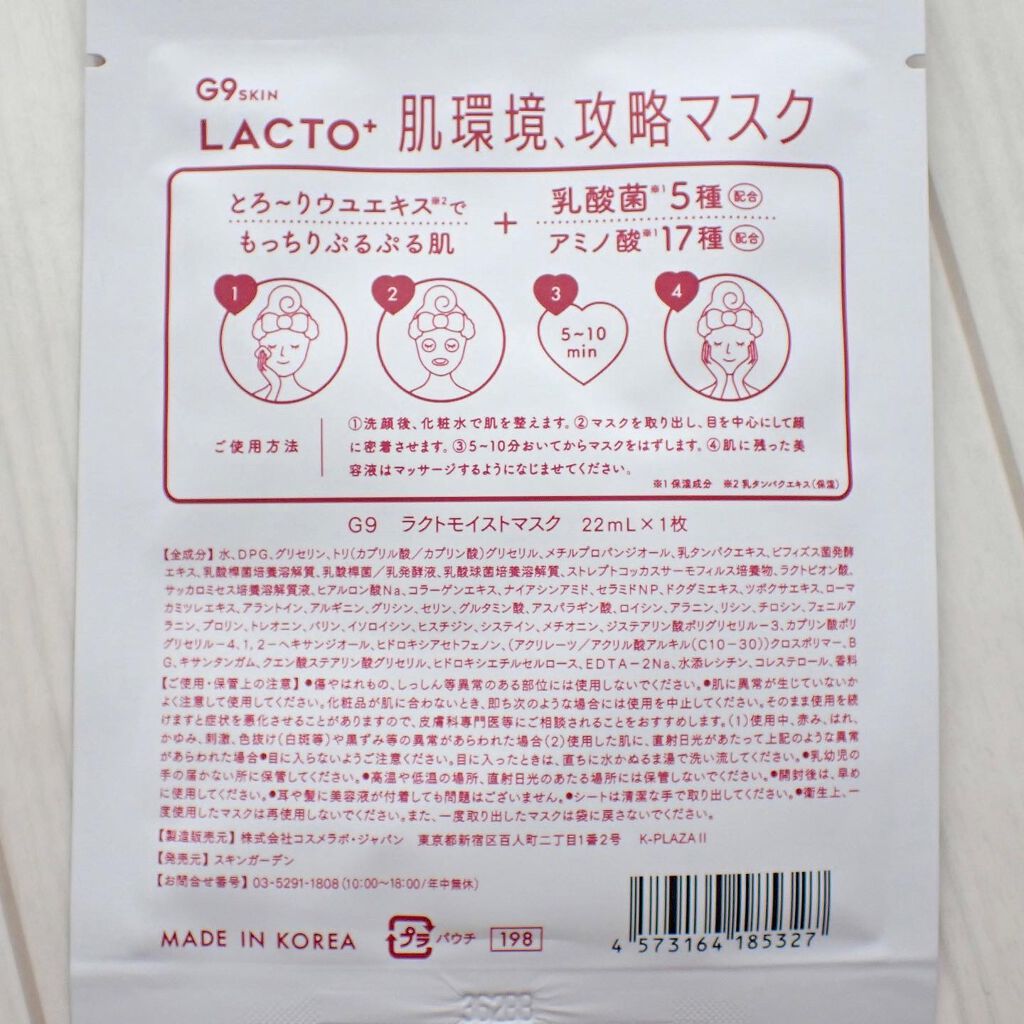 G9SKIN
LACTO+ 肌環境、攻略マスク
とろ〜りウユエキス※2で
もっちりぷるぷる肌
+
乳酸菌※1 5種 配合
アミノ酸※1 17種 配合
1
2
3
5~10
min
4
ご使用方法
①洗顔後、化粧水で肌を整えます。②マスクを取り出し、目を中心にして顔
に密着させます。③5~10分おいてからマスクをはずします。④肌に残った美
容液はマッサージするようになじませてください。
※1 保湿成分 ※2 乳タンパクエキス(保湿)
G9 ラクトモイストマスク 22mL×1枚
【全成分】水、DPG、グリセリン、トリ(カプリル酸/カプリン酸)グリセリル、メチルプロパンジオール、乳タンパクエキス、ビフィズス菌発酵
エキス、乳酸桿菌培養溶解質、乳酸桿菌/乳発酵液、乳酸球菌培養溶解質、ストレプトコッカスサーモフィルス培養物、ラクトビオン酸、
サッカロミセス培養溶解質液、ヒアルロン酸Na、コラーゲンエキス、ナイアシンアミド、セラミドNP、ドクダミエキス、ツボクサエキス、ローマ
カミツレエキス、アラントイン、アルギニン、グリシン、セリン、グルタミン酸、アスパラギン酸、ロイシン、アラニン、リシン、チロシン、フェニルア
ラニン、プロリン、トレオニン、バリン、イソロイシン、ヒスチジン、システイン、メチオニン、ジステアリン酸ポリグリセリル-3、カプリン酸ポリ
グリセリル-4、1,2-ヘキサンジオール、ヒドロキシアセトフェノン、(アクリレーツ/アクリル酸アルキル(C10-30))クロスポリマー、B
G、キサンタンガム、クエン酸ステアリン酸グリセリル、ヒドロキシエチルセルロース、EDTA-2Na、水添レシチン、コレステロール、香料
【ご使用・保管上の注意】●傷やはれもの、しっしん等異常のある部位には使用しないでください。●肌に異常が生じていないか
よく注意して使用してください。化粧品が肌に合わないとき、即ち次のような場合には使用を中止してください。そのまま使用を続
けますと症状を悪化させることがありますので、皮膚科専門医等にご相談されることをおすすめします。(1)使用中、赤み、はれ、
かゆみ、刺激、色抜け(白斑等)や黒ずみ等の異常があらわれた場合(2)使用した肌に、直射日光があたって上記のような異常
があらわれた場合●目に入らないようご注意ください。目に入ったときは、直ちに水かぬるま湯で洗い流してください。●乳幼児の
手の届かない所に保管してください。●高温や低温の場所、直射日光のあたる場所には保管しないでください。●開封後は、早め
に使用してください。●耳や髪に美容液が付着しても問題はございません。●シートは清潔な手で取り出してください。●衛生上、一
度使用したマスクは再使用しないでください。また、一度取り出したマスクは袋に戻さないでください。
【製造販売元】株式会社コスメラボ・ジャパン 東京都新宿区百人町二丁目1番2号 K-PLAZAⅡ
【発売元】スキンガーデン
【お問合せ番号】03-5291-1808(10:00~18:00/年中無休)
MADE IN KOREA プラ パウチ 198
4 573164 185327